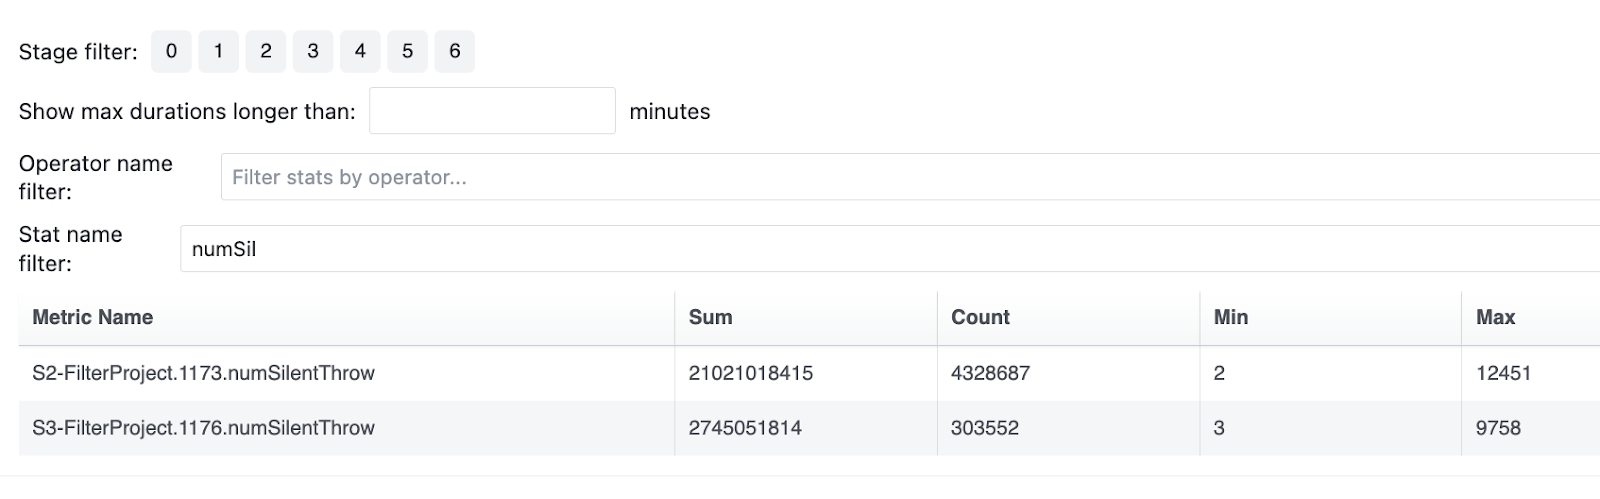 Stage filter: 0 1 2 3 4 5 6
Show max durations longer than: minutes
Operator name
filter:
Filter stats by operator...
Stat name
filter:
numSil
Metric Name Sum Count Min Max
S2-FilterProject.1173.numSilentThrow 21021018415 4328687 2 12451
S3-FilterProject.1176.numSilentThrow 2745051814 303552 3 9758